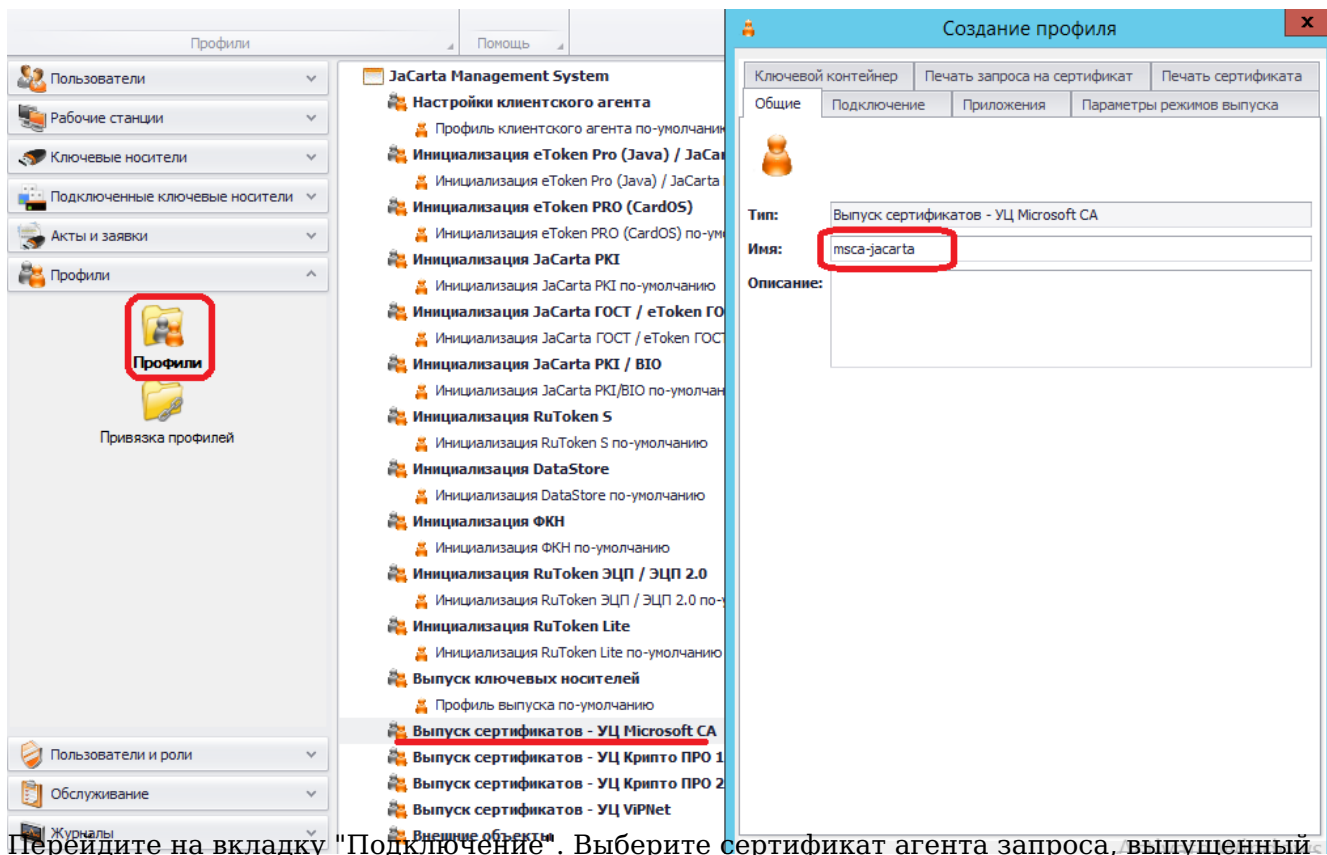 Профили
Помощь
Пользователи
Рабочие станции
Ключевые носители
Подключенные ключевые носители
Акты и заявки
Профили
Профили
Привязка профилей
Пользователи и роли
Обслуживание
Журналы
JaCarta Management System
Настройки клиентского агента
Профиль клиентского агента по-умолчанию
Инициализация eToken Pro (Java) / JaCar
Инициализация eToken Pro (Java) / JaCarta
Инициализация eToken PRO (CardOS)
Инициализация eToken PRO (CardOS) по-умо
Инициализация JaCarta PKI
Инициализация JaCarta PKI по-умолчанию
Инициализация JaCarta ГОСТ / eToken ГО
Инициализация JaCarta ГОСТ / eToken ГОСТ
Инициализация JaCarta PKI / BIO
Инициализация JaCarta PKI/BIO по-умолчан
Инициализация RuToken S
Инициализация RuToken S по-умолчанию
Инициализация DataStore
Инициализация DataStore по-умолчанию
Инициализация ФКН
Инициализация ФКН по-умолчанию
Инициализация RuToken ЭЦП / ЭЦП 2.0
Инициализация RuToken ЭЦП / ЭЦП 2.0 по-у
Инициализация RuToken Lite
Инициализация RuToken Lite по-умолчанию
Выпуск ключевых носителей
Профиль выпуска по-умолчанию
Выпуск сертификатов - УЦ Microsoft CA
Выпуск сертификатов - УЦ Крипто ПРО 1
Выпуск сертификатов - УЦ Крипто ПРО 2
Выпуск сертификатов - УЦ ViPNet
Внешние объекты
Создание профиля
x
Ключевой контейнер Печать запроса на сертификат Печать сертификата
Общие Подключение Приложения Параметры режимов выпуска
Тип: Выпуск сертификатов - УЦ Microsoft CA
Имя: msca-jacarta
Описание:
Перейдите на вкладку "Подключение". Выберите сертификат агента запроса, выпущенный